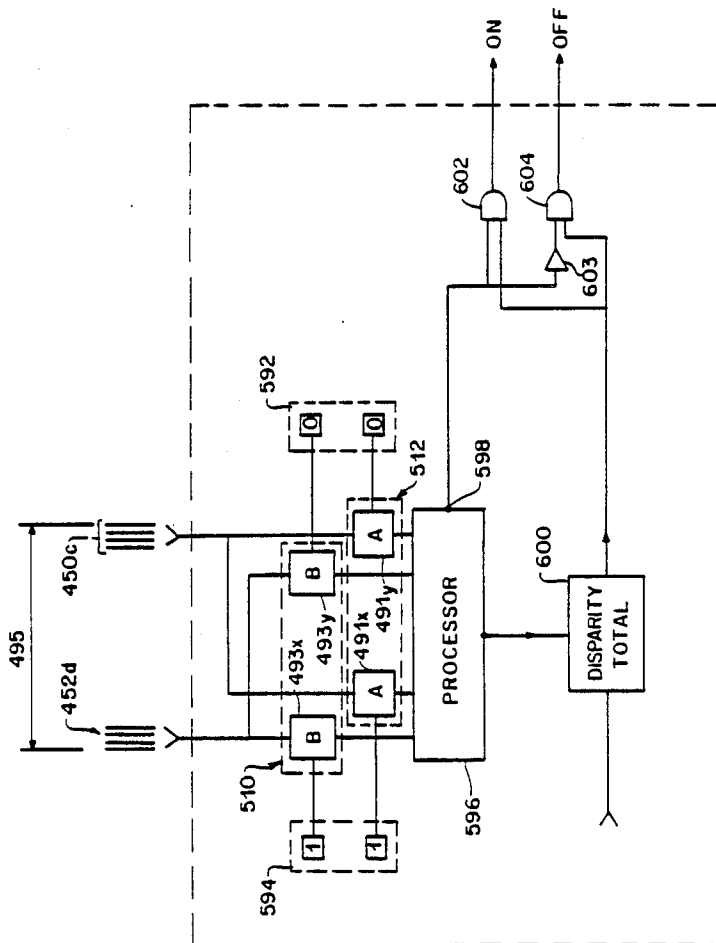 495
452d
450c
510
493x
493y
B
B
A
A
491x
491y
512
594
1
1
592
0
0
PROCESSOR
596
598
DISPARITY
TOTAL
600
602
603
604
ON
OFF